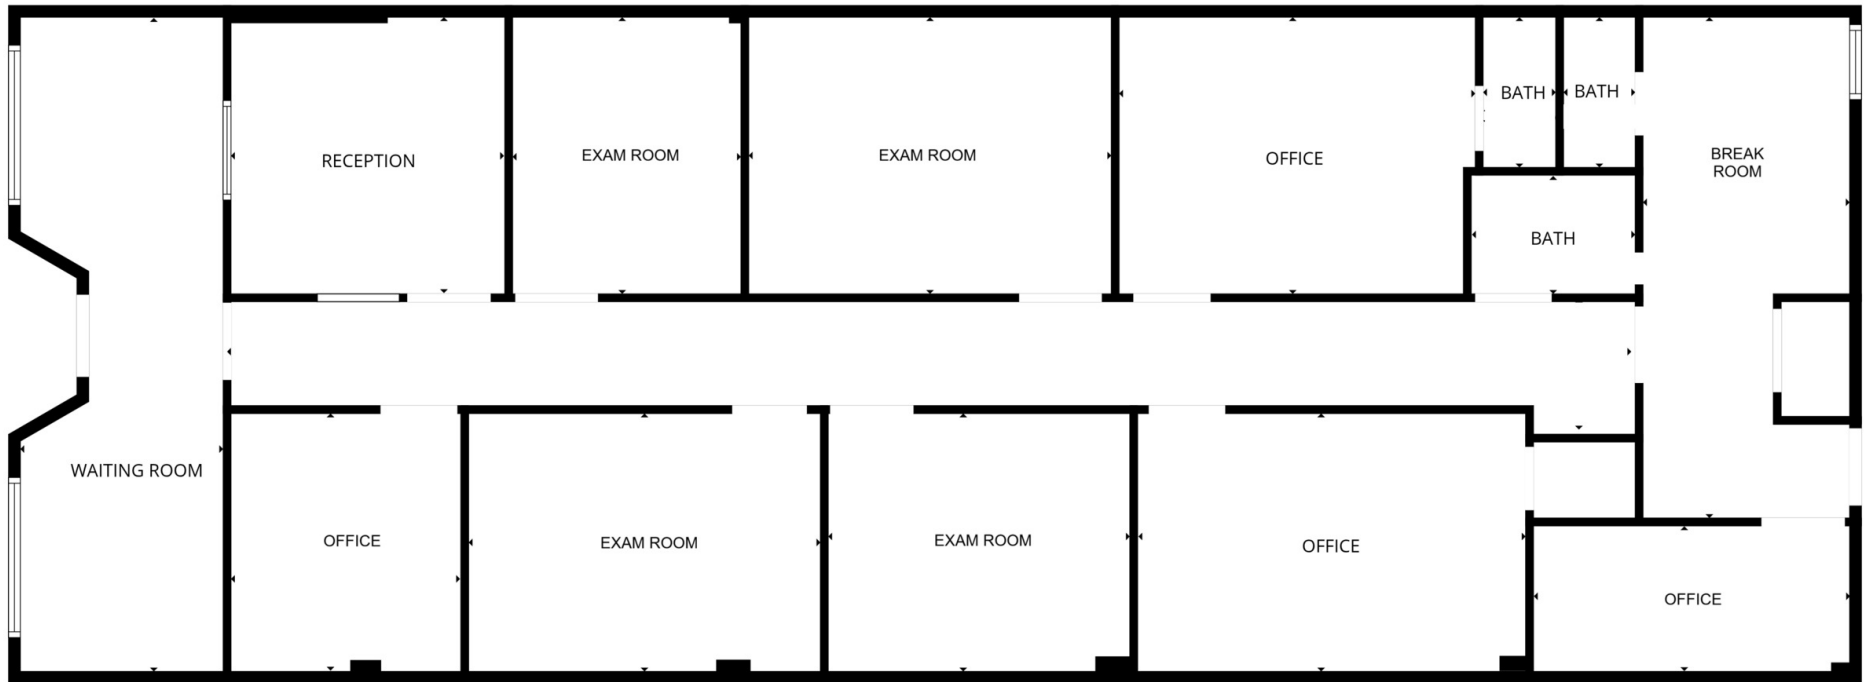 RECEPTION
EXAM ROOM
EXAM ROOM
OFFICE
BATH
BATH
BREAK
ROOM
BATH
WAITING ROOM
OFFICE
EXAM ROOM
EXAM ROOM
OFFICE
OFFICE